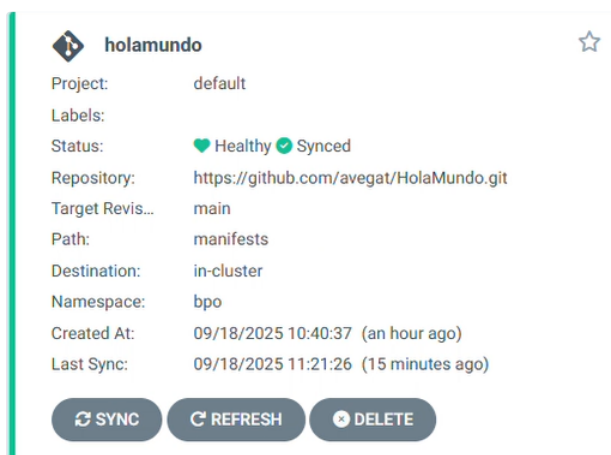 holamundo
Project: default
Labels:
Status: Healthy Synced
Repository: https://github.com/avegat/HolaMundo.git
Target Revis... main
Path: manifests
Destination: in-cluster
Namespace: bpo
Created At: 09/18/2025 10:40:37 (an hour ago)
Last Sync: 09/18/2025 11:21:26 (15 minutes ago)
SYNC REFRESH DELETE